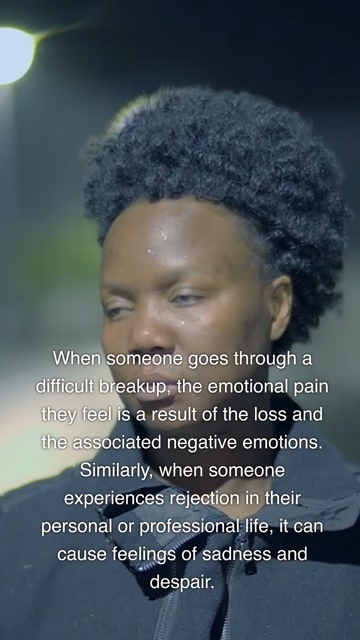 When someone goes through a
difficult breakup, the emotional pain
they feel is a result of the loss and
the associated negative emotions.
Similarly, when someone
experiences rejection in their
personal or professional life, it can
cause feelings of sadness and
despair.